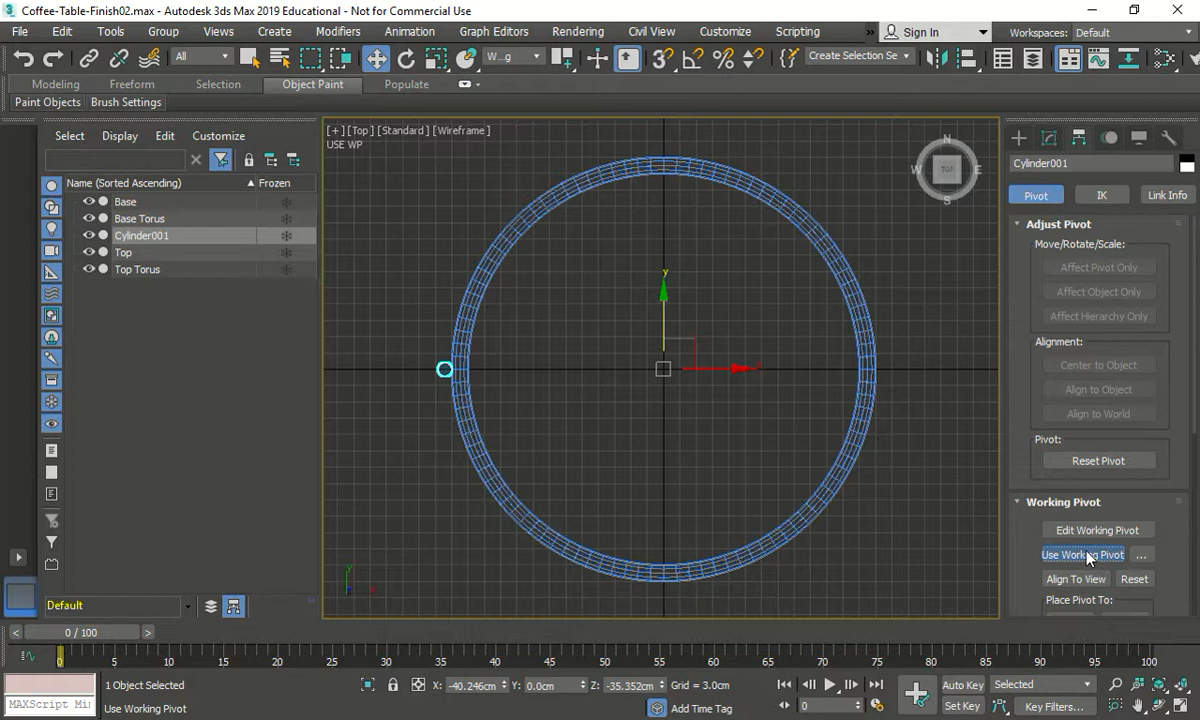 Coffee-Table-Finish02.max - Autodesk 3ds Max 2019 Educational - Not for Commercial Use
File Edit Tools Group Views Create Modifiers Animation Graph Editors Rendering Civil View Customize Scripting » Sign In Workspaces: Default
All W...g Create Selection Se
Modeling Freeform Selection Object Paint Populate
Paint Objects Brush Settings
Select Display Edit Customize
Name (Sorted Ascending) Frozen
Base
Base Torus
Cylinder001
Top
Top Torus
Default
[+] [Top] [Standard] [Wireframe]
USE WP
N
W TOP E
S
y
x
y
x
Cylinder001
Pivot IK Link Info
Adjust Pivot
Move/Rotate/Scale:
Affect Pivot Only
Affect Object Only
Affect Hierarchy Only
Alignment:
Center to Object
Align to Object
Align to World
Pivot:
Reset Pivot
Working Pivot
Edit Working Pivot
Use Working Pivot ...
Align To View Reset
Place Pivot To:
< 0 / 100 >
0 5 10 15 20 25 30 35 40 45 50 55 60 65 70 75 80 85 90 95 100
1 Object Selected X: -40.246cm Y: 0.0cm Z: -35.352cm Grid = 3.0cm Auto Key Selected
MAXScript Mi Use Working Pivot Add Time Tag 0 Set Key Key Filters...